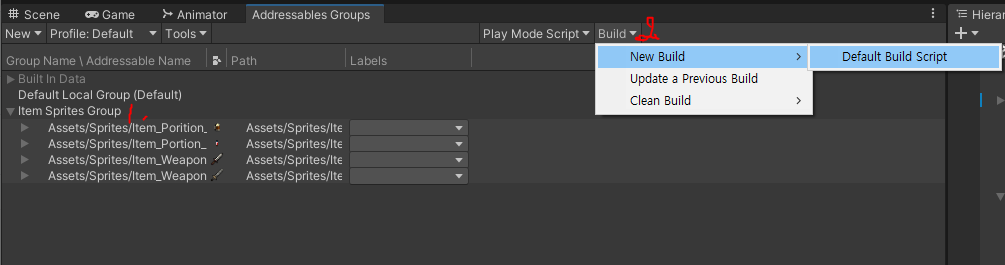 Scene Game Animator Addressables Groups Hierar
New Profile: Default Tools Play Mode Script Build
Group Name \ Addressable Name Path Labels
New Build Default Build Script
Built In Data
Update a Previous Build
Default Local Group (Default)
Clean Build
Item Sprites Group
1.
2
Assets/Sprites/Item_Porition_ Assets/Sprites/Ite
Assets/Sprites/Item_Portion_ Assets/Sprites/Ite
Assets/Sprites/Item_Weapon Assets/Sprites/Ite
Assets/Sprites/Item_Weapon Assets/Sprites/Ite